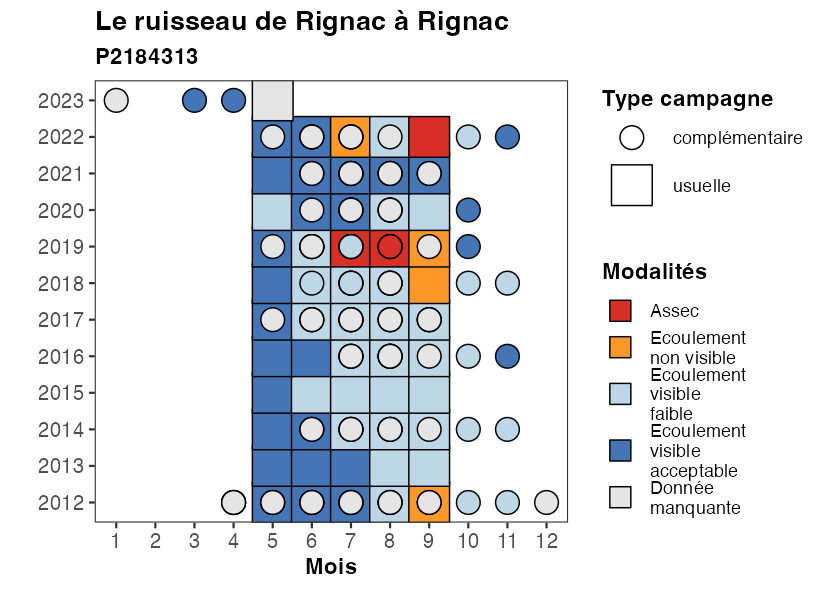 Le ruisseau de Rignac à Rignac
P2184313
2023
2022
2021
2020
2019
2018
2017
2016
2015
2014
2013
2012
1 2 3 4 5 6 7 8 9 10 11 12
Mois
Type campagne
complémentaire
usuelle
Modalités
Assec
Ecoulement
non visible
Ecoulement
visible
faible
Ecoulement
visible
acceptable
Donnée
manquante